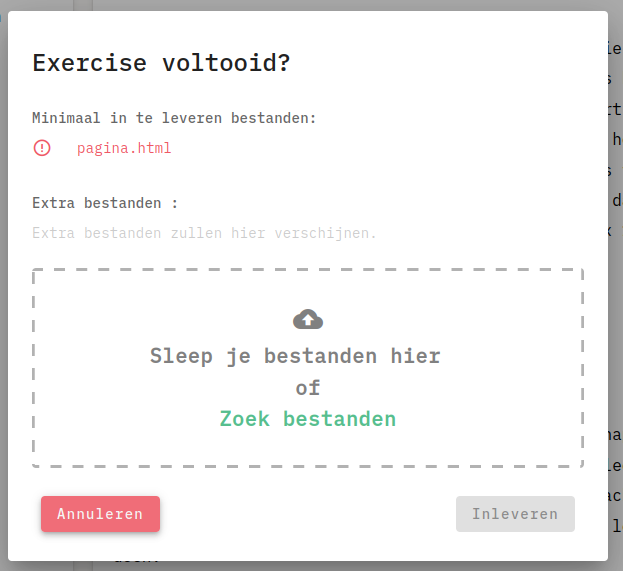 Exercise voltooid?
Minimaal in te leveren bestanden:
pagina.html
Extra bestanden :
Extra bestanden zullen hier verschijnen.
Sleep je bestanden hier
of
Zoek bestanden
Annuleren
Inleveren